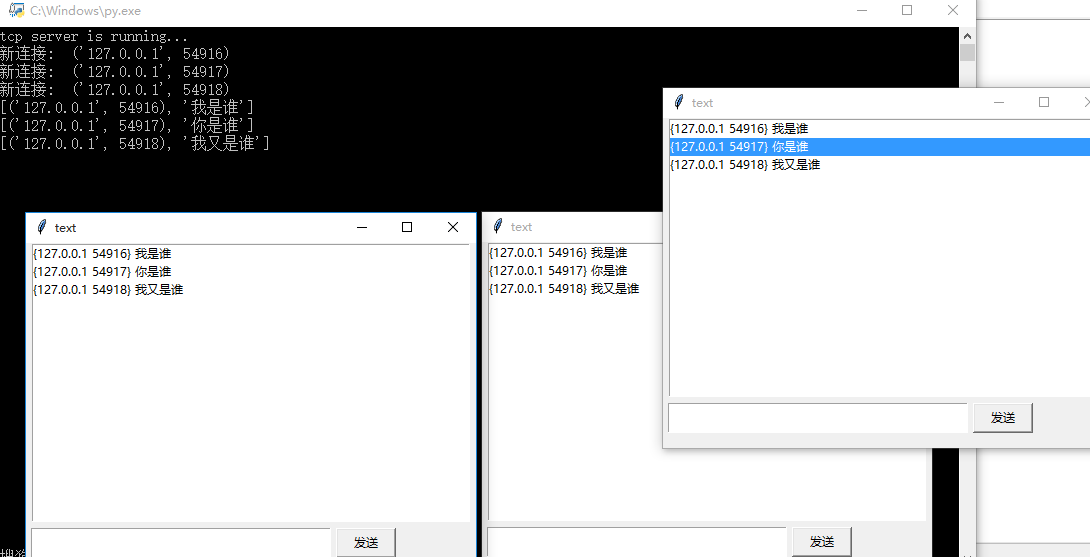 C:\Windows\py.exe
tcp server is running...
新连接: ('127.0.0.1', 54916)
新连接: ('127.0.0.1', 54917)
新连接: ('127.0.0.1', 54918)
[('127.0.0.1', 54916), '我是谁']
[('127.0.0.1', 54917), '你是谁']
[('127.0.0.1', 54918), '我又是谁']
text
{127.0.0.1 54916} 我是谁
{127.0.0.1 54917} 你是谁
{127.0.0.1 54918} 我又是谁
发送
text
{127.0.0.1 54916} 我是谁
{127.0.0.1 54917} 你是谁
{127.0.0.1 54918} 我又是谁
发送
text
{127.0.0.1 54916} 我是谁
{127.0.0.1 54917} 你是谁
{127.0.0.1 54918} 我又是谁
发送